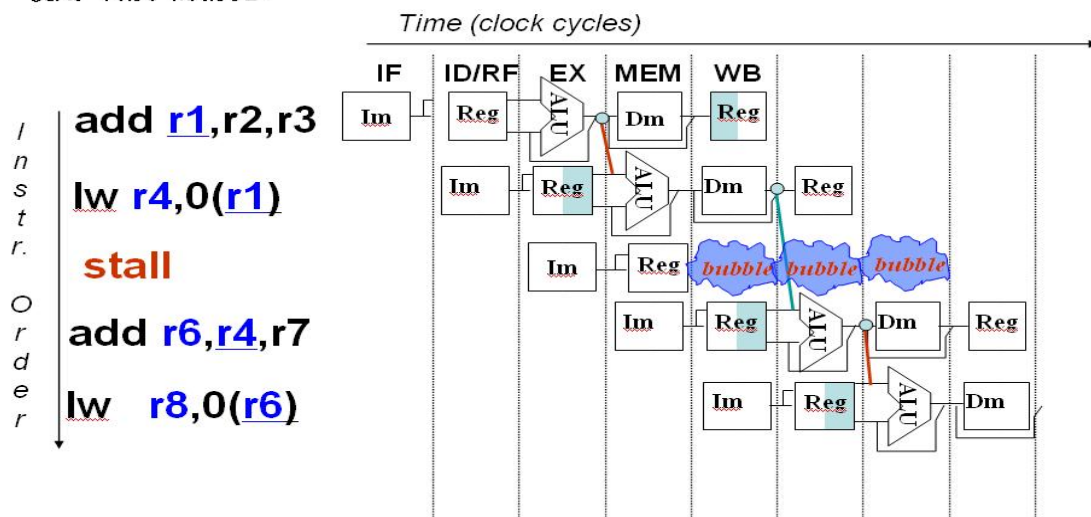 Time (clock cycles)
IF ID/RF EX MEM WB
Instr. Order
add r1,r2,r3
Im Reg ALU Dm Reg
lw r4,0(r1)
Im Reg ALU Dm Reg
stall
Im Reg bubble bubble bubble
add r6,r4,r7
Im Reg ALU Dm Reg
lw r8,0(r6)
Im Reg ALU Dm